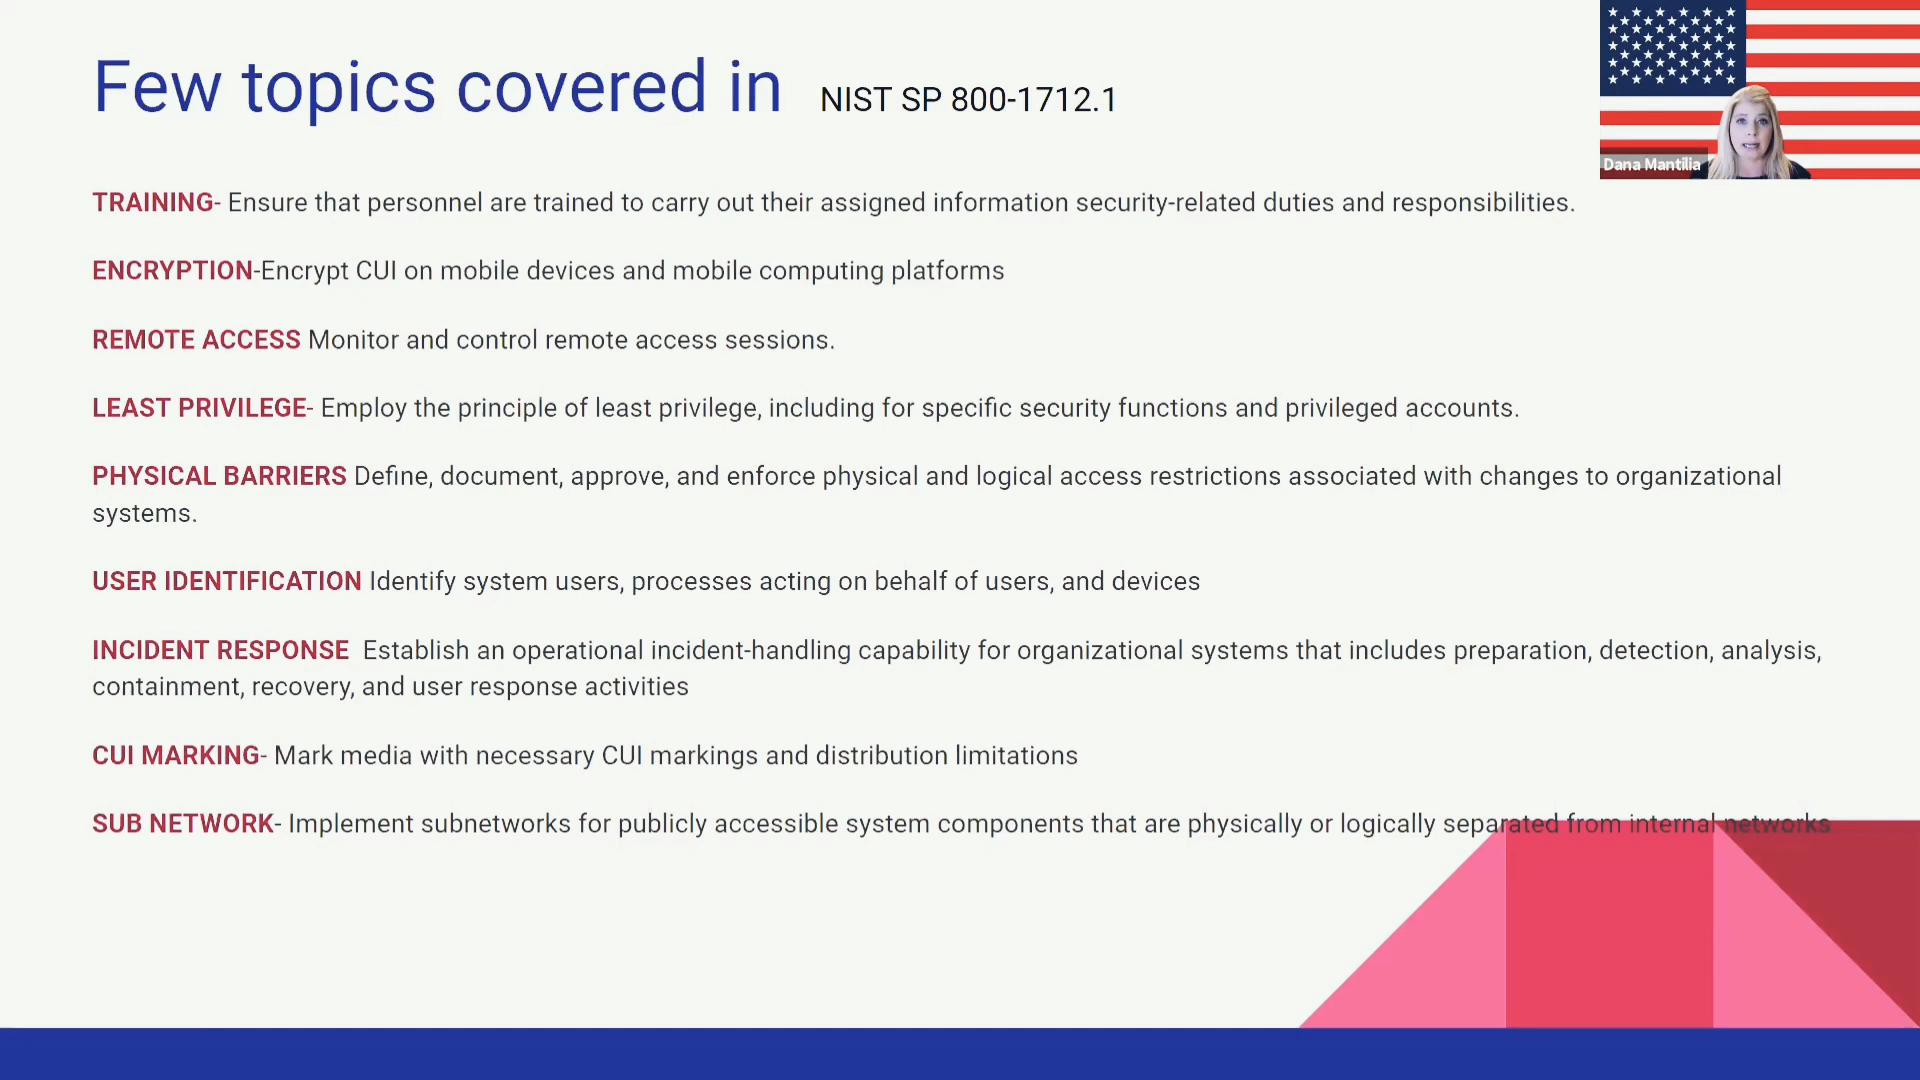 Few topics covered in NIST SP 800-1712.1
Dana Mantilia
TRAINING- Ensure that personnel are trained to carry out their assigned information security-related duties and responsibilities.
ENCRYPTION-Encrypt CUI on mobile devices and mobile computing platforms
REMOTE ACCESS Monitor and control remote access sessions.
LEAST PRIVILEGE- Employ the principle of least privilege, including for specific security functions and privileged accounts.
PHYSICAL BARRIERS Define, document, approve, and enforce physical and logical access restrictions associated with changes to organizational
systems.
USER IDENTIFICATION Identify system users, processes acting on behalf of users, and devices
INCIDENT RESPONSE Establish an operational incident-handling capability for organizational systems that includes preparation, detection, analysis,
containment, recovery, and user response activities
CUI MARKING- Mark media with necessary CUI markings and distribution limitations
SUB NETWORK- Implement subnetworks for publicly accessible system components that are physically or logically separated from internal networks